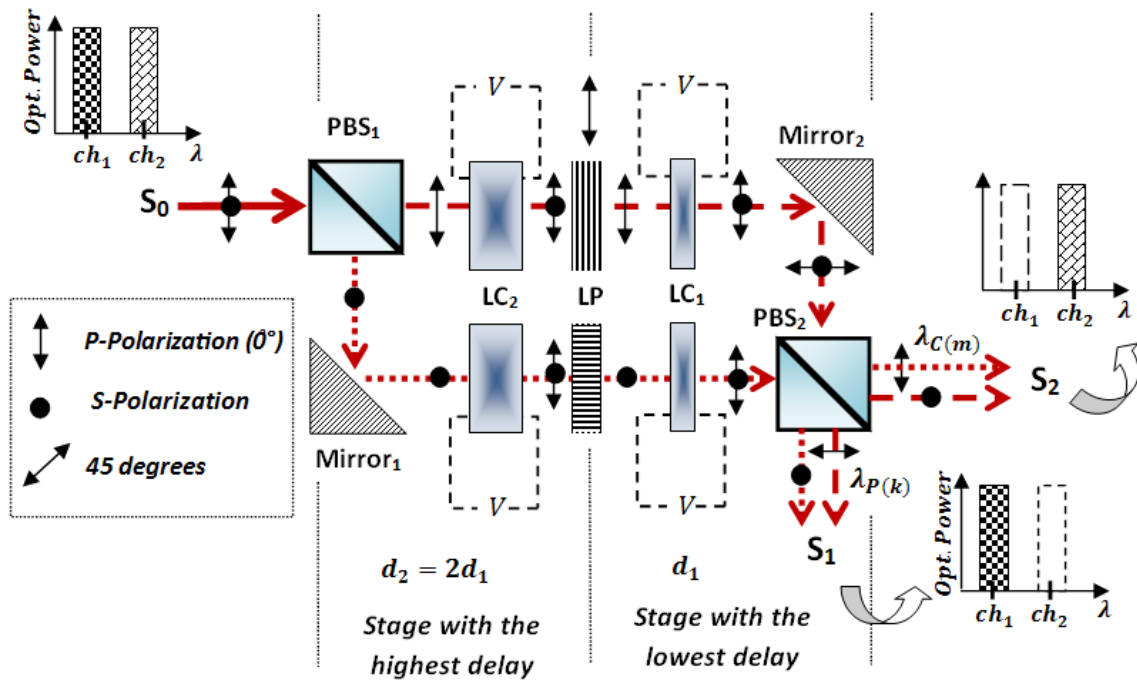 Opt. Power
ch₁ ch₂ λ
S₀
PBS₁
V
V
Mirror₂
LC₂
LP
LC₁
PBS₂
P-Polarization (0°)
S-Polarization
45 degrees
Mirror₁
V
V
λ_C(m)
S₂
λ_P(k)
S₁
ch₁ ch₂ λ
Opt. Power
ch₁ ch₂ λ
d₂ = 2d₁
Stage with the
highest delay
d₁
Stage with the
lowest delay